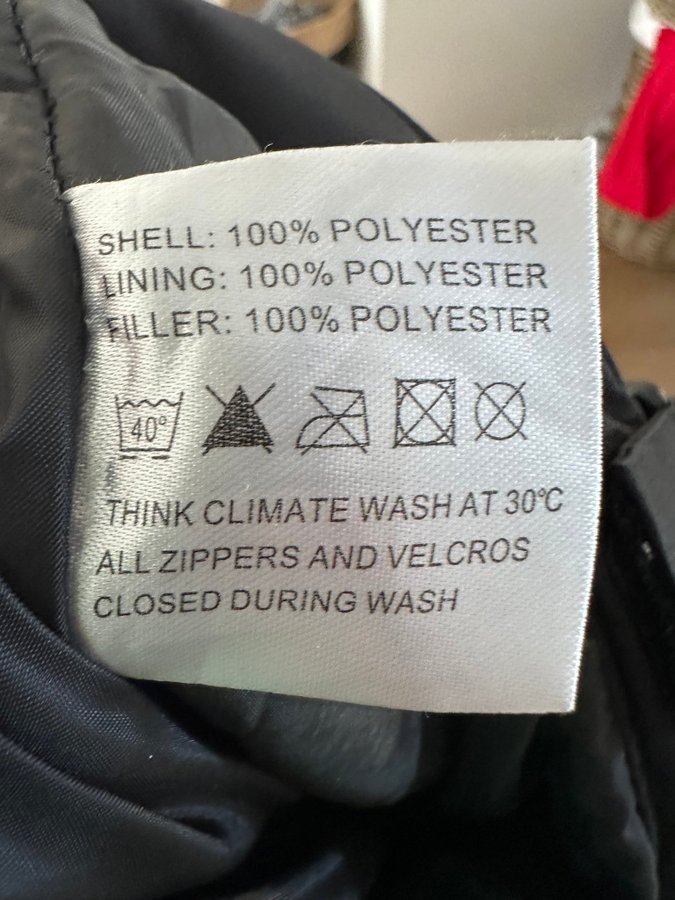 SHELL: 100% POLYESTER
LINING: 100% POLYESTER
FILLER: 100% POLYESTER
40°
THINK CLIMATE WASH AT 30°C
ALL ZIPPERS AND VELCROS
CLOSED DURING WASH